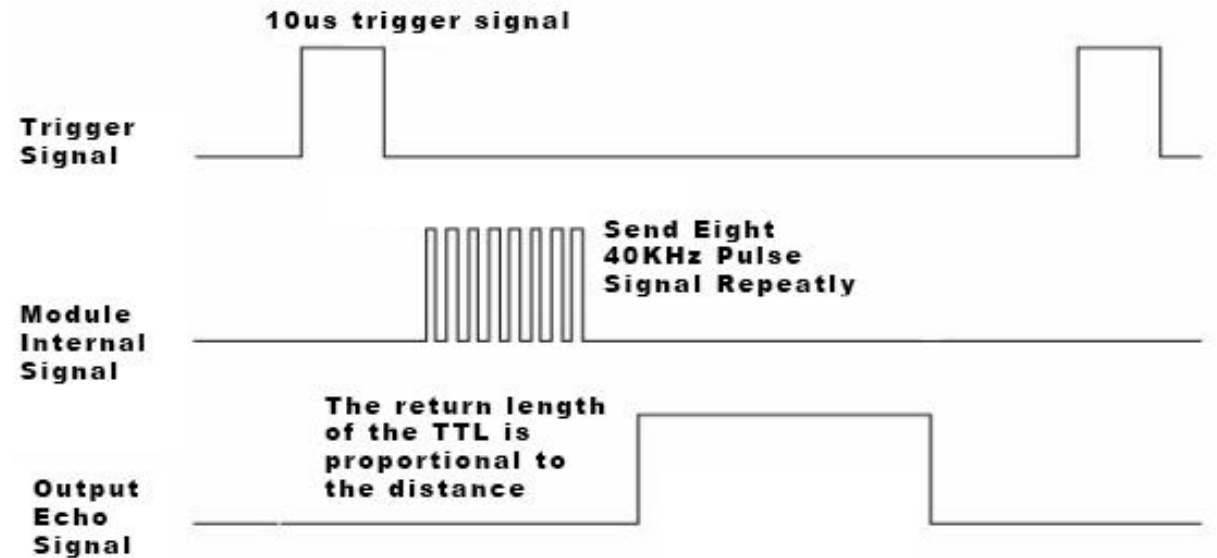 10us trigger signal
Trigger
Signal
Send Eight
40KHz Pulse
Signal Repeatly
Module
Internal
Signal
The return length
of the TTL is
proportional to
the distance
Output
Echo
Signal